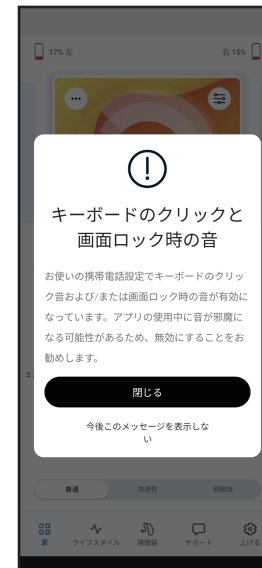 17% 左
右 15%
キーボードのクリックと
画面ロック時の音
お使いの携帯電話設定でキーボードのクリッ
ク音および/または画面ロック時の音が有効に
なっています。アプリの使用中に音が邪魔に
なる可能性があるため、無効にすることをお
勧めします。
閉じる
今後このメッセージを表示しな
い
普通
快適性
明瞭度
家
ライフスタイル
補聴器
サポート
上げる